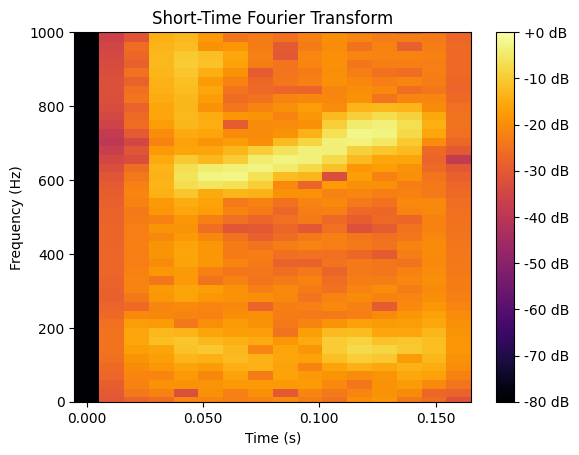 Short-Time Fourier Transform
1000
800
600
400
200
0
Frequency (Hz)
0.000
0.050
0.100
0.150
Time (s)
+0 dB
-10 dB
-20 dB
-30 dB
-40 dB
-50 dB
-60 dB
-70 dB
-80 dB